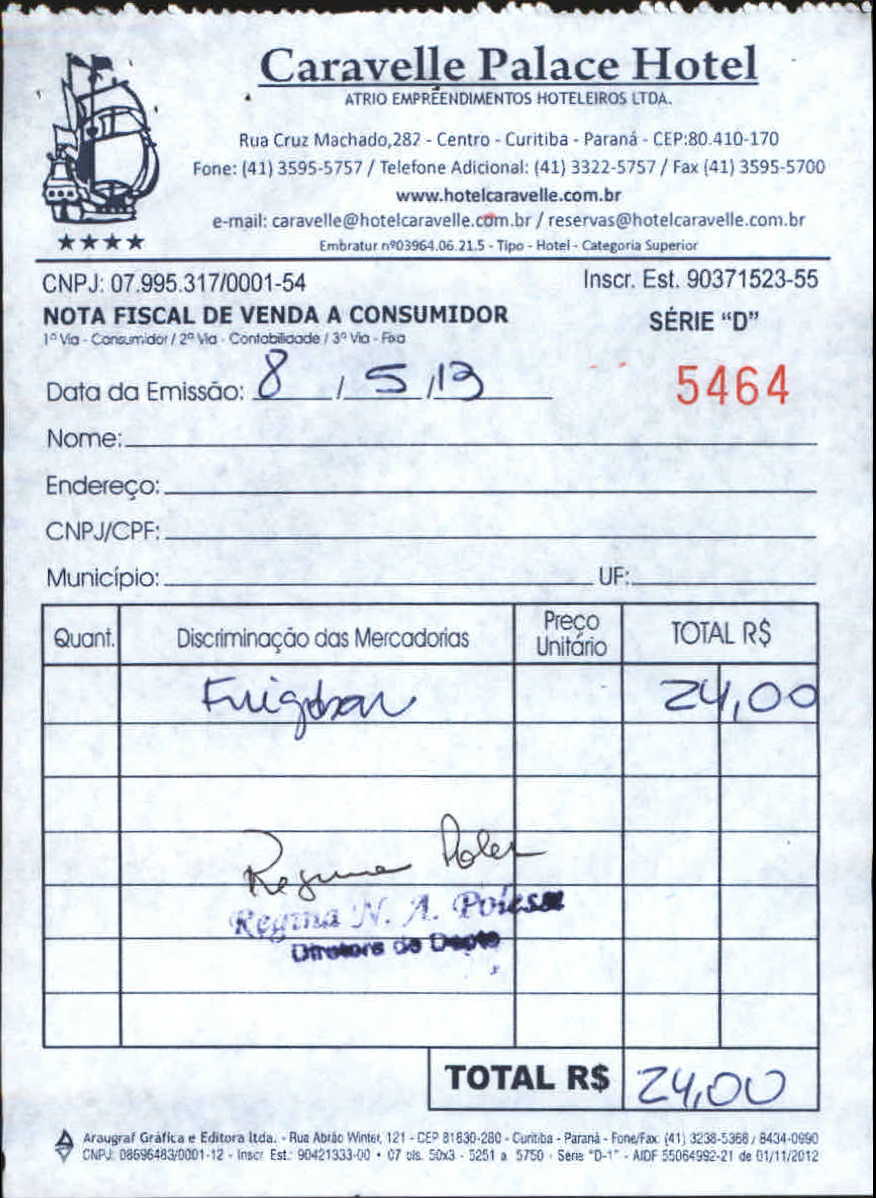 Caravelle Palace Hotel
ATRIO EMPREENDIMENTOS HOTELEIROS LTDA.
Rua Cruz Machado,282 - Centro - Curitiba - Paraná - CEP:80.410-170
Fone: (41) 3595-5757 / Telefone Adicional: (41) 3322-5757 / Fax (41) 3595-5700
www.hotelcaravelle.com.br
e-mail: caravelle@hotelcaravelle.com.br / reservas@hotelcaravelle.com.br
Embratur nº03964.06.21.5 - Tipo - Hotel - Categoria Superior
CNPJ: 07.995.317/0001-54 Inscr. Est. 90371523-55
NOTA FISCAL DE VENDA A CONSUMIDOR SÉRIE "D"
1ª Via - Consumidor / 2ª Via - Contabilidade / 3ª Via - Fixa
Data da Emissão: 8 / 5 / 13 5464
Nome:
Endereço:
CNPJ/CPF:
Município: UF:
Quant. Discriminação das Mercadorias Preço Unitário TOTAL R$
Frigobar 24,00
Regina
Regina N. A. Poiesse
Diretora de Depto
TOTAL R$ 24,00
Araugraf Gráfica e Editora ltda. - Rua Abrão Winter, 121 - CEP 81830-280 - Curitiba - Paraná - Fone/Fax: (41) 3238-5368 / 8434-0990
CNPJ: 08696483/0001-12 - Inscr. Est.: 90421333-00 • 07 bls. 50x3 - 5251 a 5750 - Série "D-1" - AIDF 55064992-21 de 01/11/2012